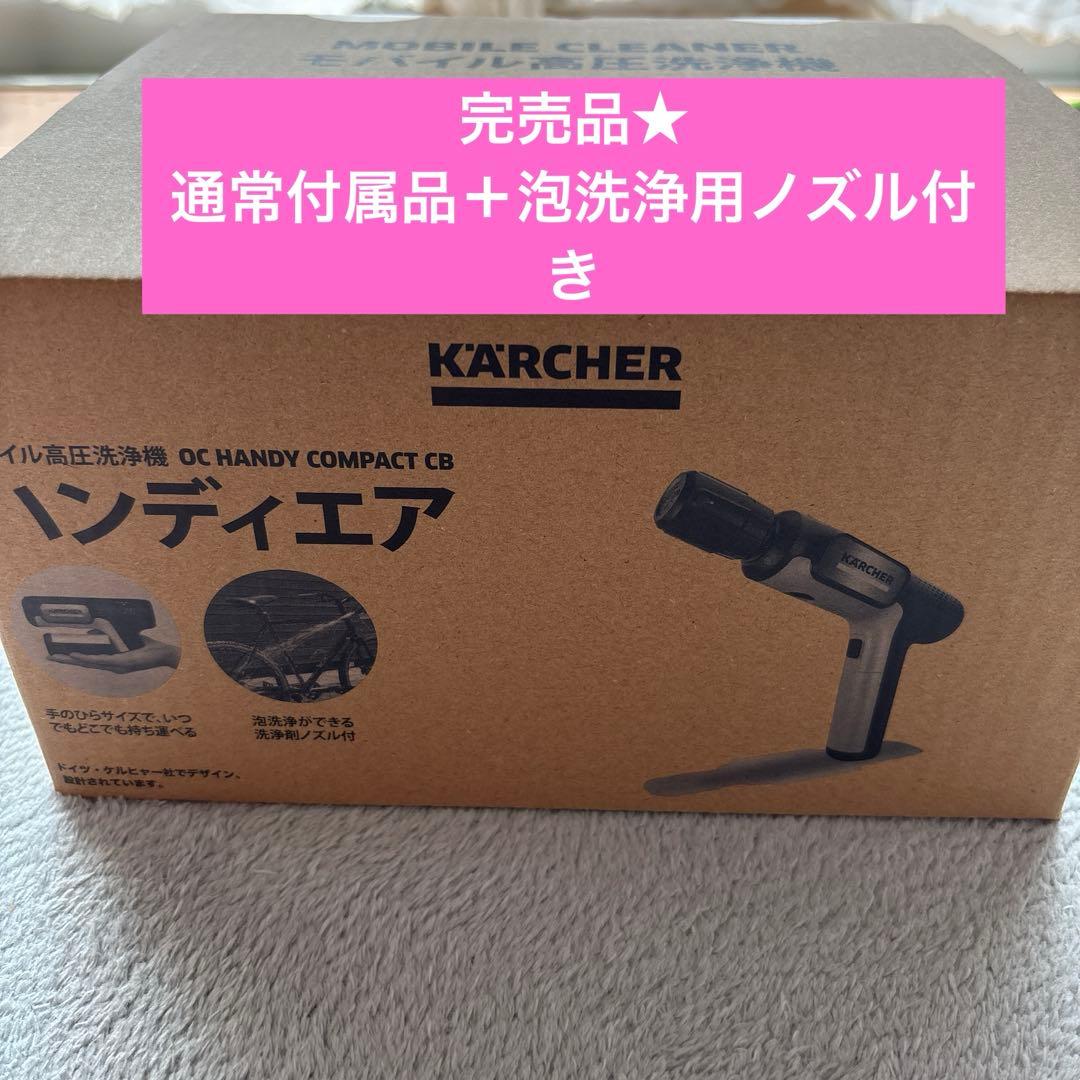 MOBILE CLEANER
モバイル高圧洗浄機
完売品★
通常付属品＋泡洗浄用ノズル付
き
KÄRCHER
イル高圧洗浄機 OC HANDY COMPACT CB
ハンディエア
KÄRCHER
KÄRCHER
手のひらサイズで、いつ
でもどこでも持ち運べる
泡洗浄ができる
洗浄剤ノズル付
ドイツ・ケルヒャー社でデザイン、
設計されています。